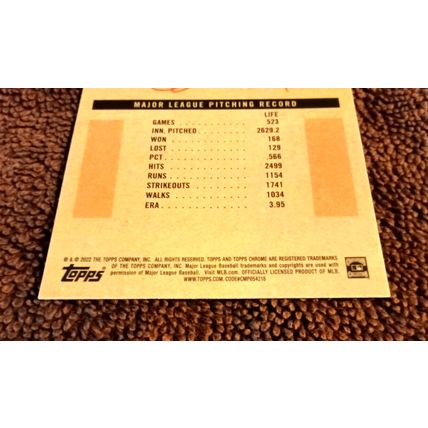 MAJOR LEAGUE PITCHING RECORD
LIFE
GAMES 523
INN. PITCHED 2629.2
WON 168
LOST 129
PCT. .566
HITS 2499
RUNS 1154
STRIKEOUTS 1741
WALKS 1034
ERA 3.95
® & © 2022 THE TOPPS COMPANY, INC. ALL RIGHTS RESERVED. TOPPS AND TOPPS CHROME ARE REGISTERED TRADEMARKS
OF THE TOPPS COMPANY, INC. Major League Baseball trademarks and copyrights are used with
permission of Major League Baseball. Visit MLB.com. OFFICIALLY LICENSED PRODUCT OF MLB.
WWW.TOPPS.COM. CODE#CMP054218
topps